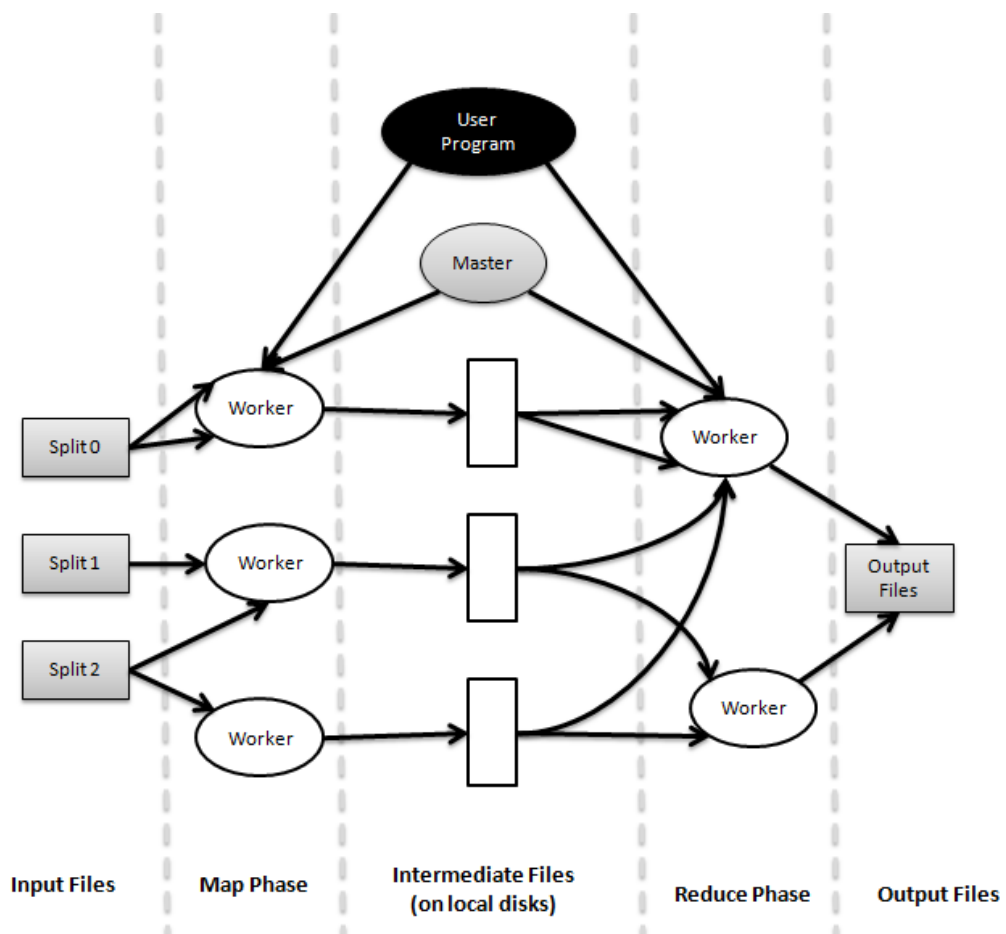 User
Program
Master
Worker
Worker
Split 0
Split 1
Worker
Output
Files
Split 2
Worker
Worker
Input Files
Map Phase
Intermediate Files
(on local disks)
Reduce Phase
Output Files